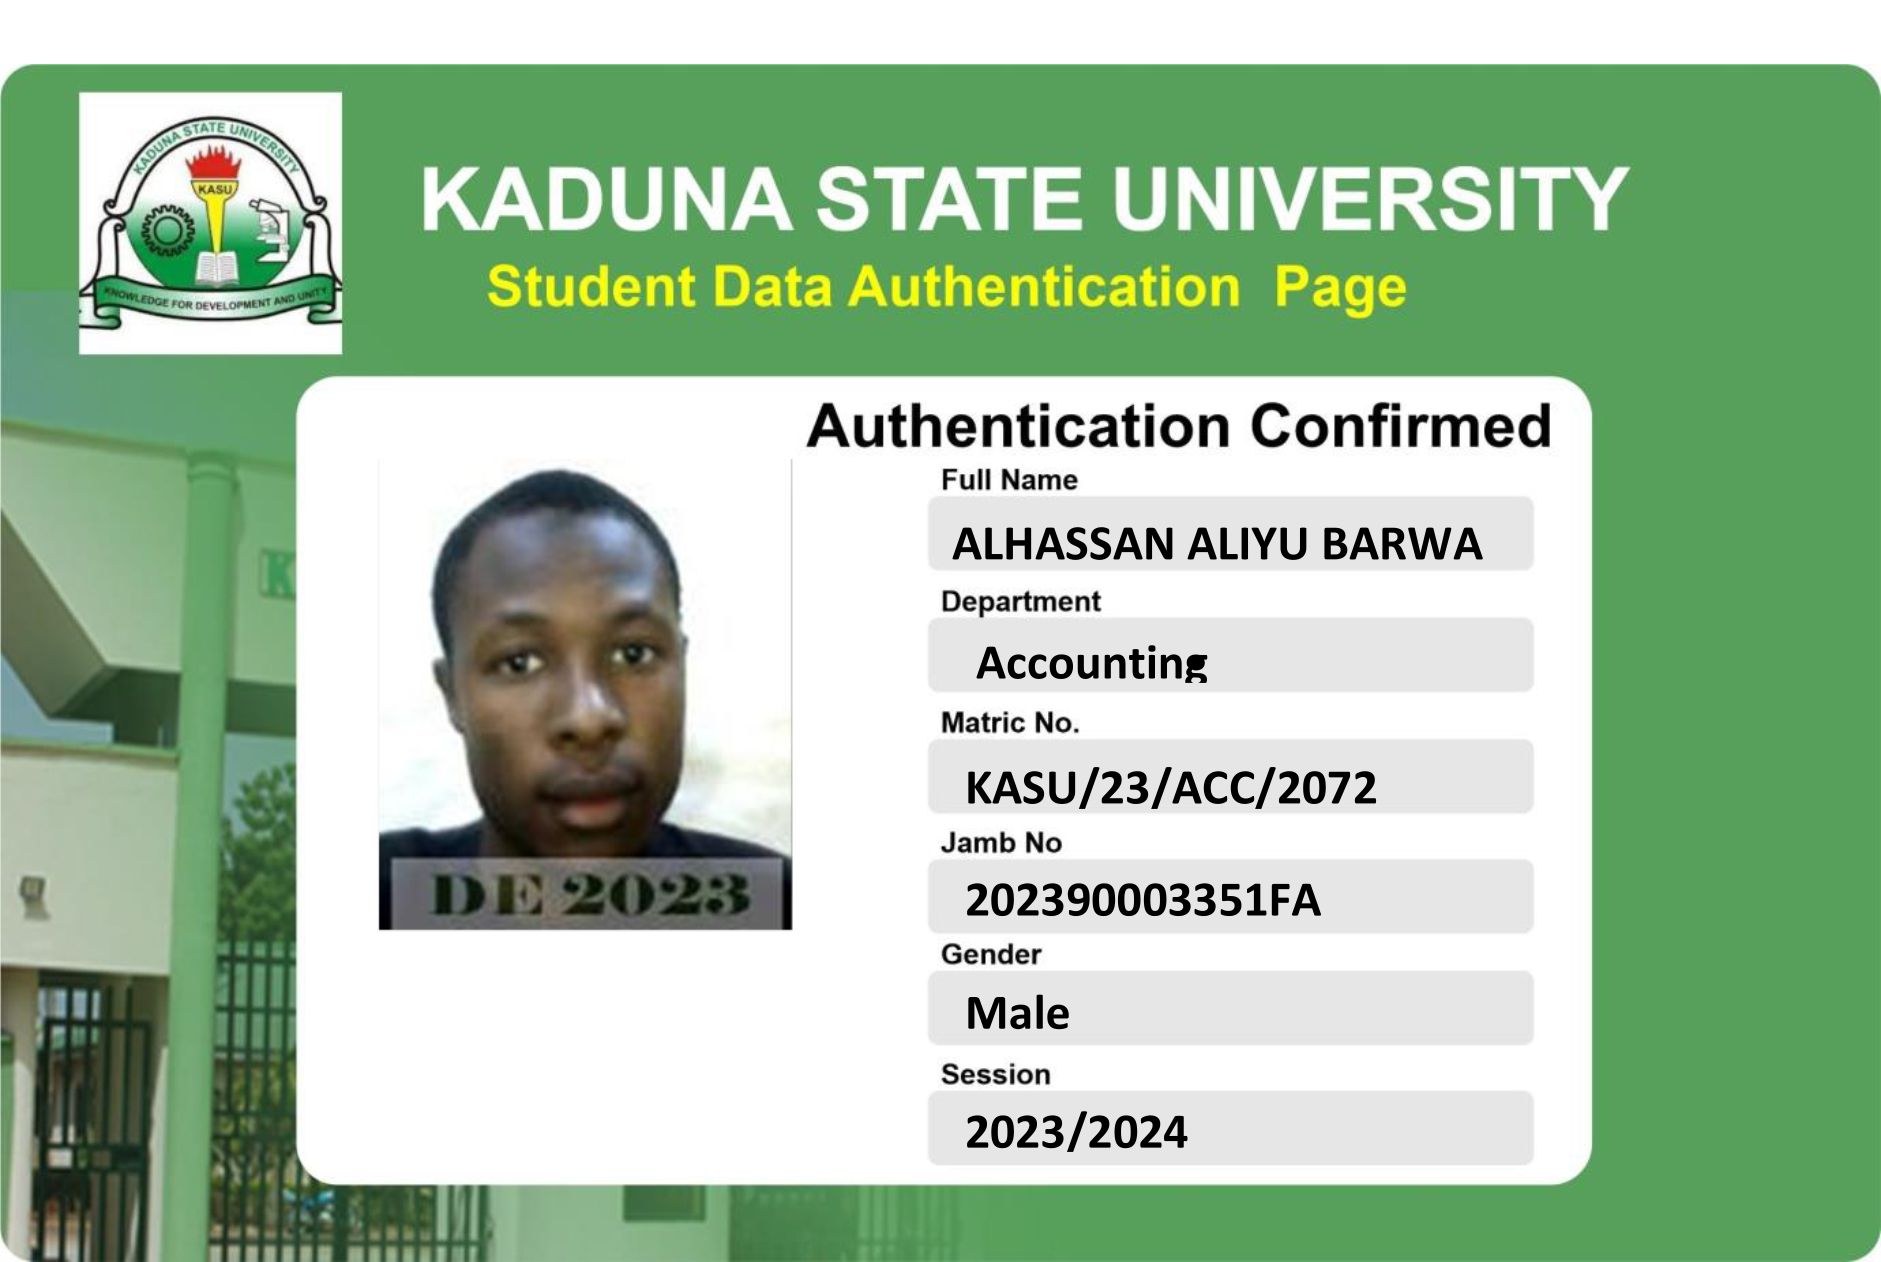 KADUNA STATE UNIVERSITY
KASU
KNOWLEDGE FOR DEVELOPMENT AND UNITY
KADUNA STATE UNIVERSITY
Student Data Authentication Page
Authentication Confirmed
Full Name
ALHASSAN ALIYU BARWA
Department
Accounting
Matric No.
KASU/23/ACC/2072
Jamb No
202390003351FA
Gender
Male
Session
2023/2024
DE 2023
K